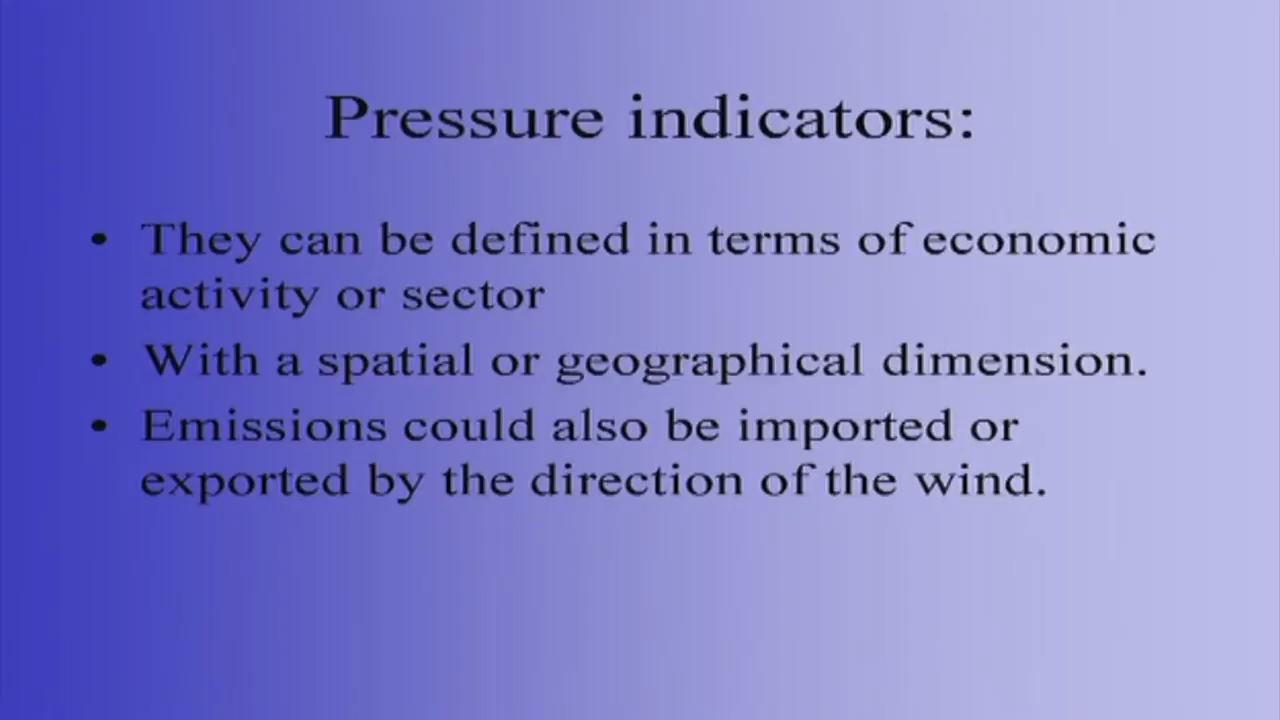 Pressure indicators:
• They can be defined in terms of economic
activity or sector
• With a spatial or geographical dimension.
• Emissions could also be imported or
exported by the direction of the wind.